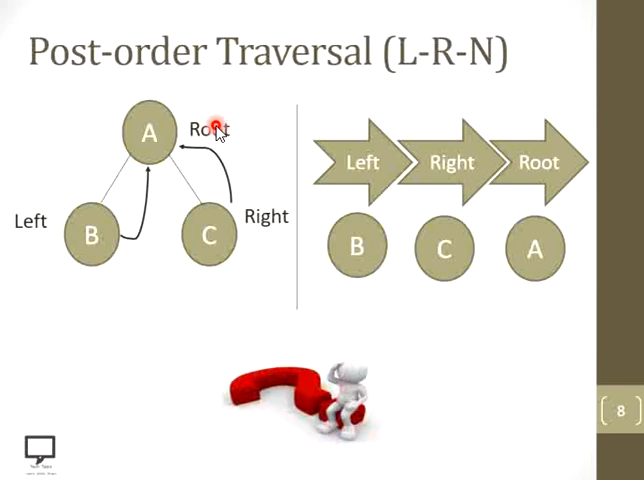 Post-order Traversal (L-R-N)
A
Root
Left
B
C
Right
Left
Right
Root
B
C
A
8